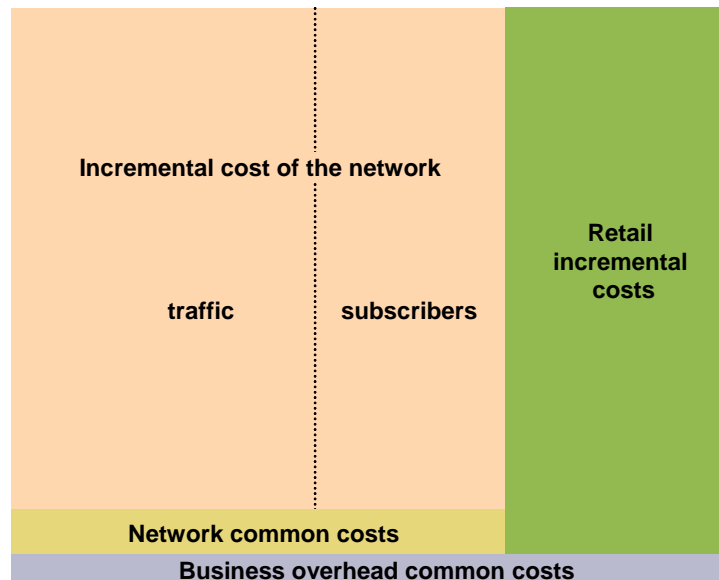 Incremental cost of the network
Retail
incremental
costs
traffic
subscribers
Network common costs
Business overhead common costs